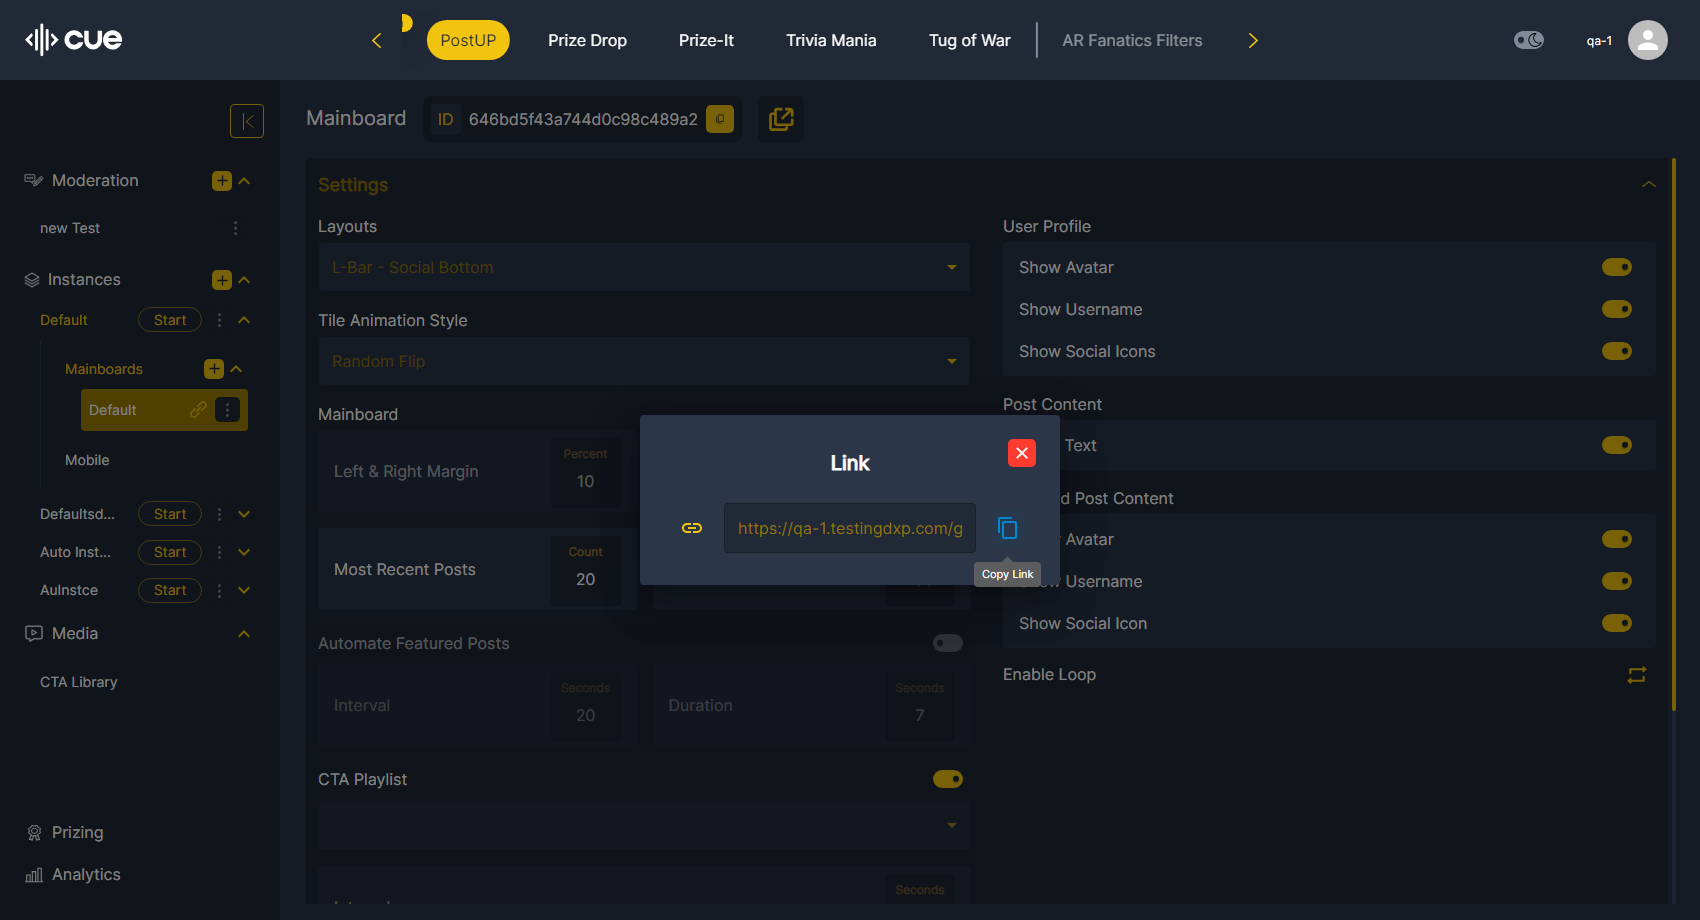 cue
PostUP
Prize Drop
Prize-It
Trivia Mania
Tug of War
AR Fanatics Filters
qa-1
Mainboard
ID
646bd5f43a744d0c98c489a2
Moderation
new Test
Instances
Default
Start
Mainboards
Default
Mobile
Defaultsd...
Start
Auto Inst...
Start
AuInstce
Start
Media
CTA Library
Prizing
Analytics
Settings
Layouts
L-Bar - Social Bottom
Tile Animation Style
Random Flip
Mainboard
Left & Right Margin
Percent
10
Most Recent Posts
Count
20
Automate Featured Posts
Interval
Seconds
20
Duration
Seconds
7
CTA Playlist
Seconds
User Profile
Show Avatar
Show Username
Show Social Icons
Post Content
Text
Post Content
Avatar
Username
Show Social Icon
Enable Loop
Link
https://qa-1.testingdxp.com/g
Copy Link